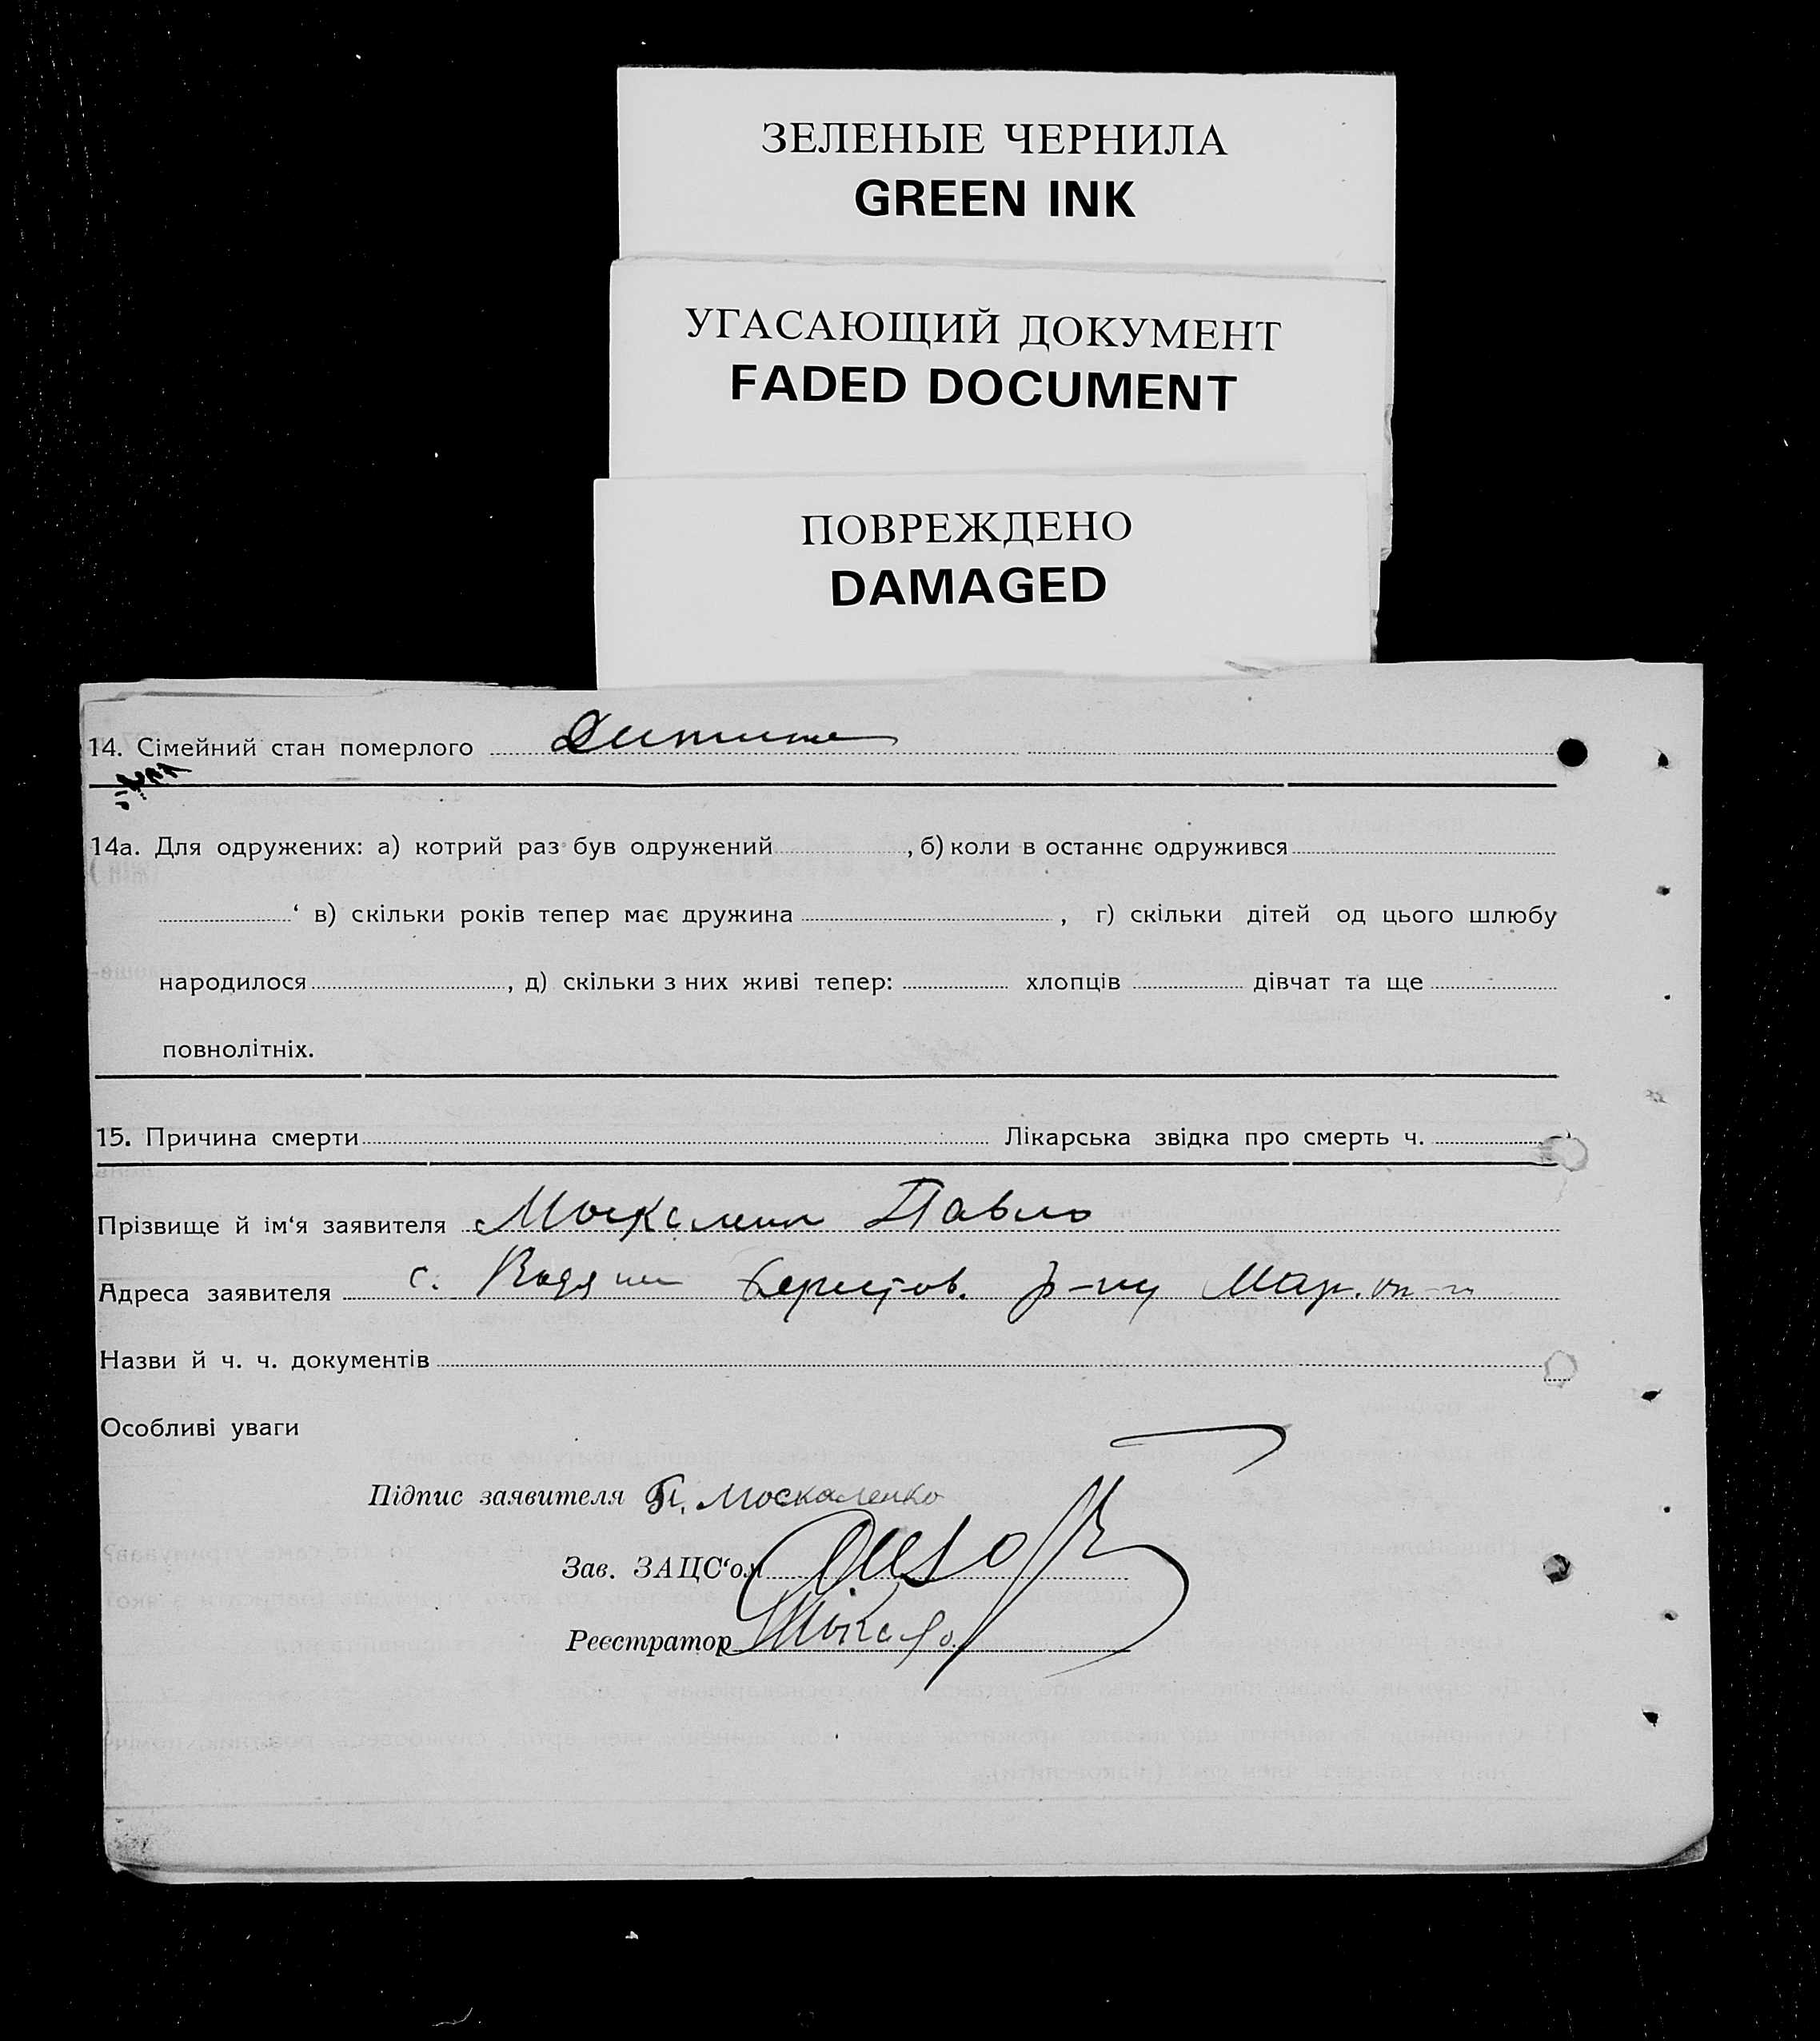 ЗЕЛЕНЫЕ ЧЕРНИЛА
GREEN INK
УГАСАЮЩИЙ ДОКУМЕНТ
FADED DOCUMENT
ПОВРЕЖДЕНО
DAMAGED
14. Сімейний стан померлого Дитина
14а. Для одружених: а) котрий раз був одружений , б) коли в останнє одружився
‘ в) скільки років тепер має дружина , г) скільки дітей од цього шлюбу
народилося , д) скільки з них живі тепер: хлопців дівчат та ще
повнолітніх.
15. Причина смерти Лікарська звідка про смерть ч.
Прізвище й ім‘я заявителя Павло
Адреса заявителя с. р-ну
Назви й ч. ч. документів
Особливі уваги
Підпис заявителя П. Москаленко
Зав. ЗАЦС‘ом
Реєстратор